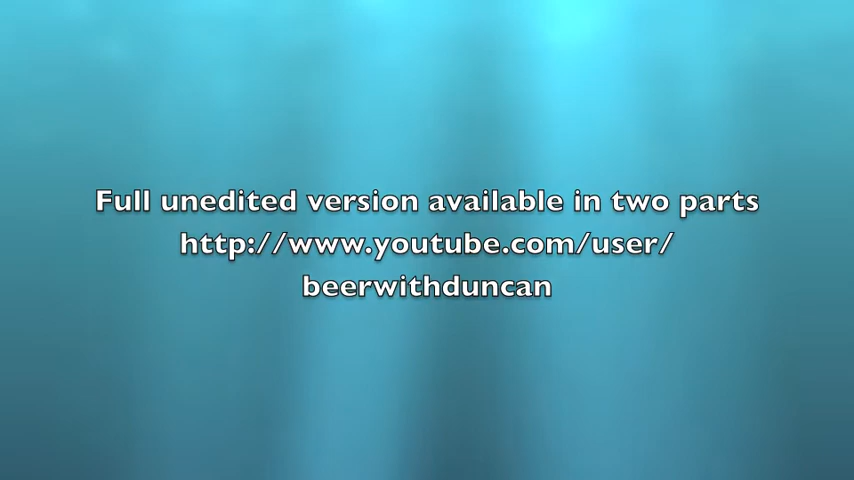 Full unedited version available in two parts
http://www.youtube.com/user/
beerwithduncan